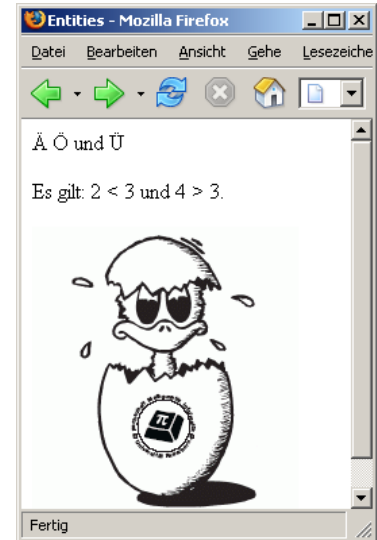 Entities - Mozilla Firefox
Datei Bearbeiten Ansicht Gehe Lesezeiche
Ä Ö und Ü
Es gilt: 2 < 3 und 4 > 3.
π
Fertig